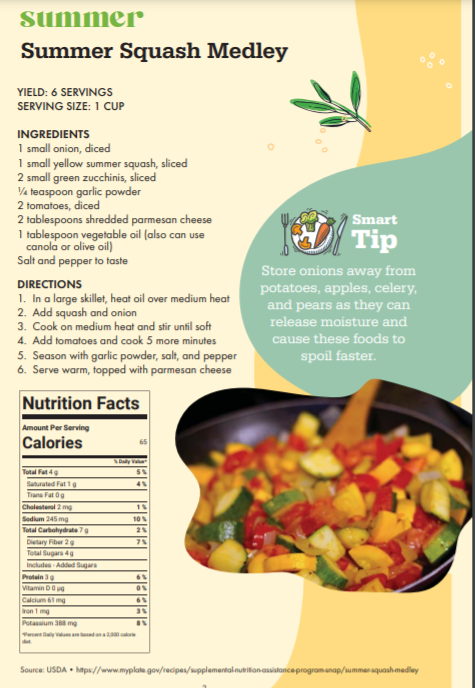 summer
Summer Squash Medley
YIELD: 6 SERVINGS
SERVING SIZE: 1 CUP
INGREDIENTS
1 small onion, diced
1 small yellow summer squash, sliced
2 small green zucchinis, sliced
¼ teaspoon garlic powder
2 tomatoes, diced
2 tablespoons shredded parmesan cheese
1 tablespoon vegetable oil (also can use
canola or olive oil)
Salt and pepper to taste
DIRECTIONS
1. In a large skillet, heat oil over medium heat
2. Add squash and onion
3. Cook on medium heat and stir until soft
4. Add tomatoes and cook 5 more minutes
5. Season with garlic powder, salt, and pepper
6. Serve warm, topped with parmesan cheese
Smart
Tip
Store onions away from
potatoes, apples, celery,
and pears as they can
release moisture and
cause these foods to
spoil faster.
Nutrition Facts
Amount Per Serving
Calories 65
% Daily Value*
Total Fat 4 g 5 %
Saturated Fat 1 g 4 %
Trans Fat 0 g
Cholesterol 2 mg 1 %
Sodium 245 mg 10 %
Total Carbohydrate 7 g 2 %
Dietary Fiber 2 g 7 %
Total Sugars 4 g
Includes - Added Sugars
Protein 3 g 6 %
Vitamin D 0 µg 0 %
Calcium 61 mg 6 %
Iron 1 mg 3 %
Potassium 388 mg 8 %
*Percent Daily Values are based on a 2,000 calorie
diet.
Source: USDA • https://www.myplate.gov/recipes/supplemental-nutrition-assistance-program-snap/summer-squash-medley